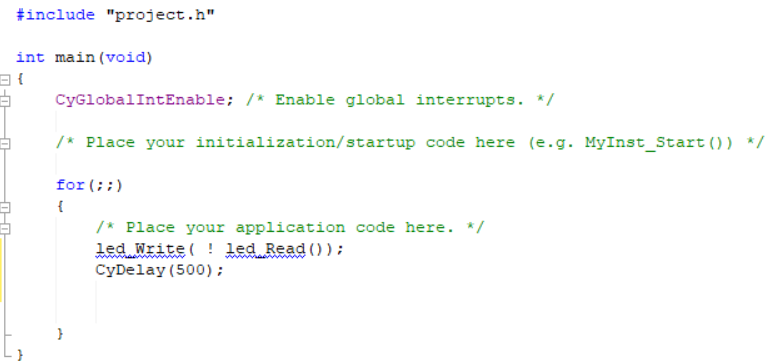 #include "project.h"
int main(void)
{
CyGlobalIntEnable; /* Enable global interrupts. */
/* Place your initialization/startup code here (e.g. MyInst_Start()) */
for(;;)
{
/* Place your application code here. */
led_Write( ! led_Read());
CyDelay(500);
}
}